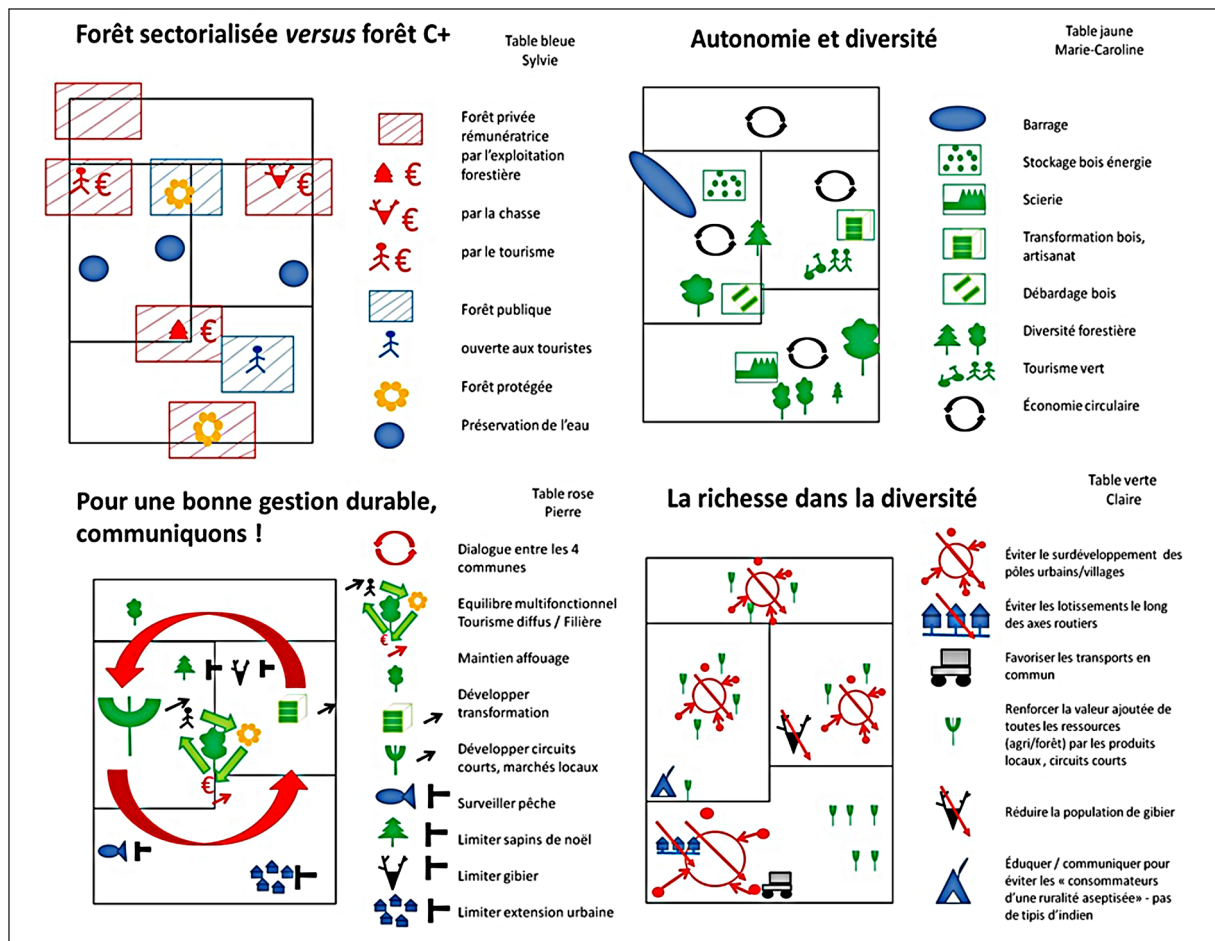 Forêt sectorialisée versus forêt C+
Table bleue
Sylvie
Forêt privée
rémunératrice
par l'exploitation
forestière
€
par la chasse
€
par le tourisme
€
Forêt publique
ouverte aux touristes
Forêt protégée
Préservation de l'eau
€
€
€
Autonomie et diversité
Table jaune
Marie-Caroline
Barrage
Stockage bois énergie
Scierie
Transformation bois,
artisanat
Débardage bois
Diversité forestière
Tourisme vert
Économie circulaire
Pour une bonne gestion durable,
communiquons !
Table rose
Pierre
Dialogue entre les 4
communes
Equilibre multifonctionnel
Tourisme diffus / Filière
€
Maintien affouage
Développer
transformation
Développer circuits
courts, marchés locaux
Surveiller pêche
Limiter sapins de noël
Limiter gibier
Limiter extension urbaine
€
La richesse dans la diversité
Table verte
Claire
Éviter le surdéveloppement des
pôles urbains/villages
Éviter les lotissements le long
des axes routiers
Favoriser les transports en
commun
Renforcer la valeur ajoutée de
toutes les ressources
(agri/forêt) par les produits
locaux , circuits courts
Réduire la population de gibier
Éduquer / communiquer pour
éviter les « consommateurs
d'une ruralité aseptisée» - pas
de tipis d'indien